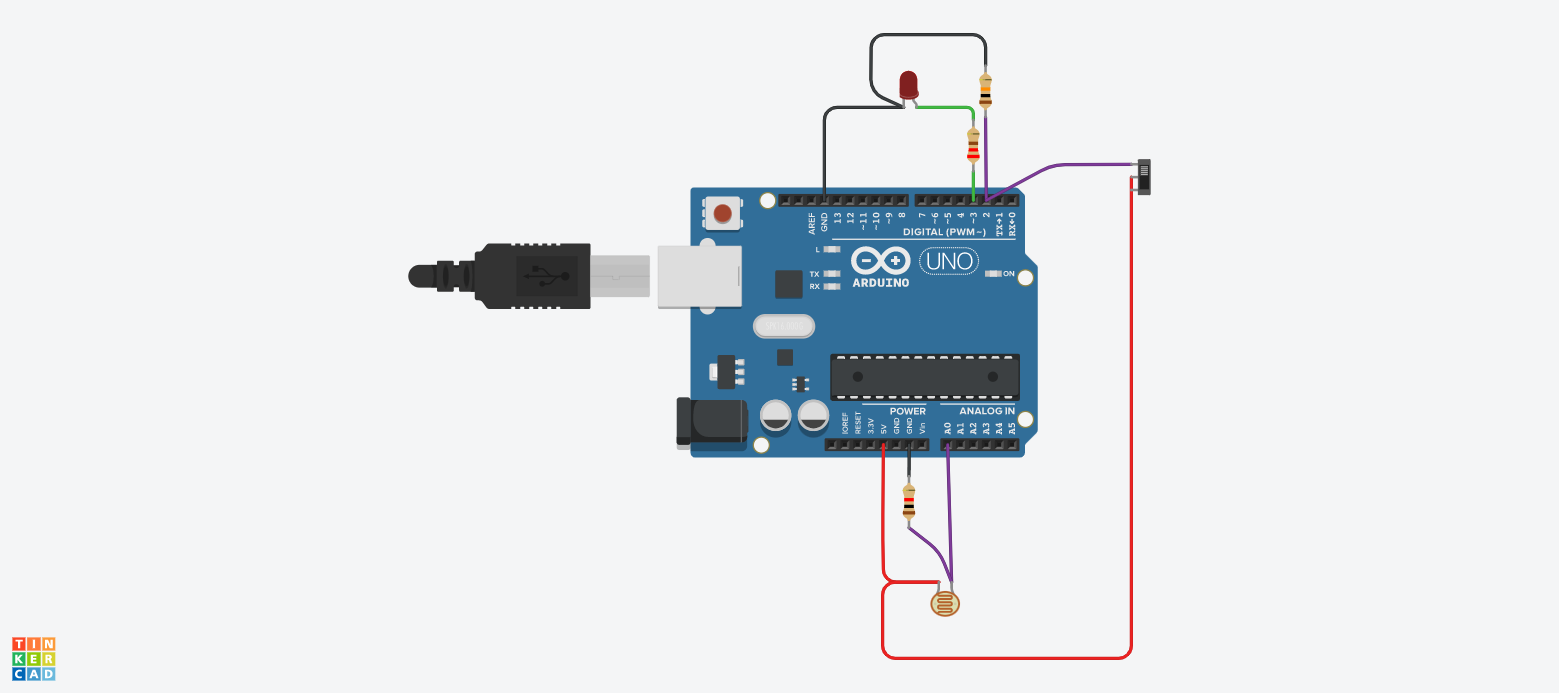 AREF
GND
13
12
~11
~10
~9
8
7
~6
~5
4
~3
2
TX→1
RX←0
DIGITAL (PWM~)
L
TX
RX
UNO
ON
ARDUINO
POWER
ANALOG IN
IOREF
RESET
3.3V
5V
GND
GND
Vin
A0
A1
A2
A3
A4
A5
TIN
KER
CAD